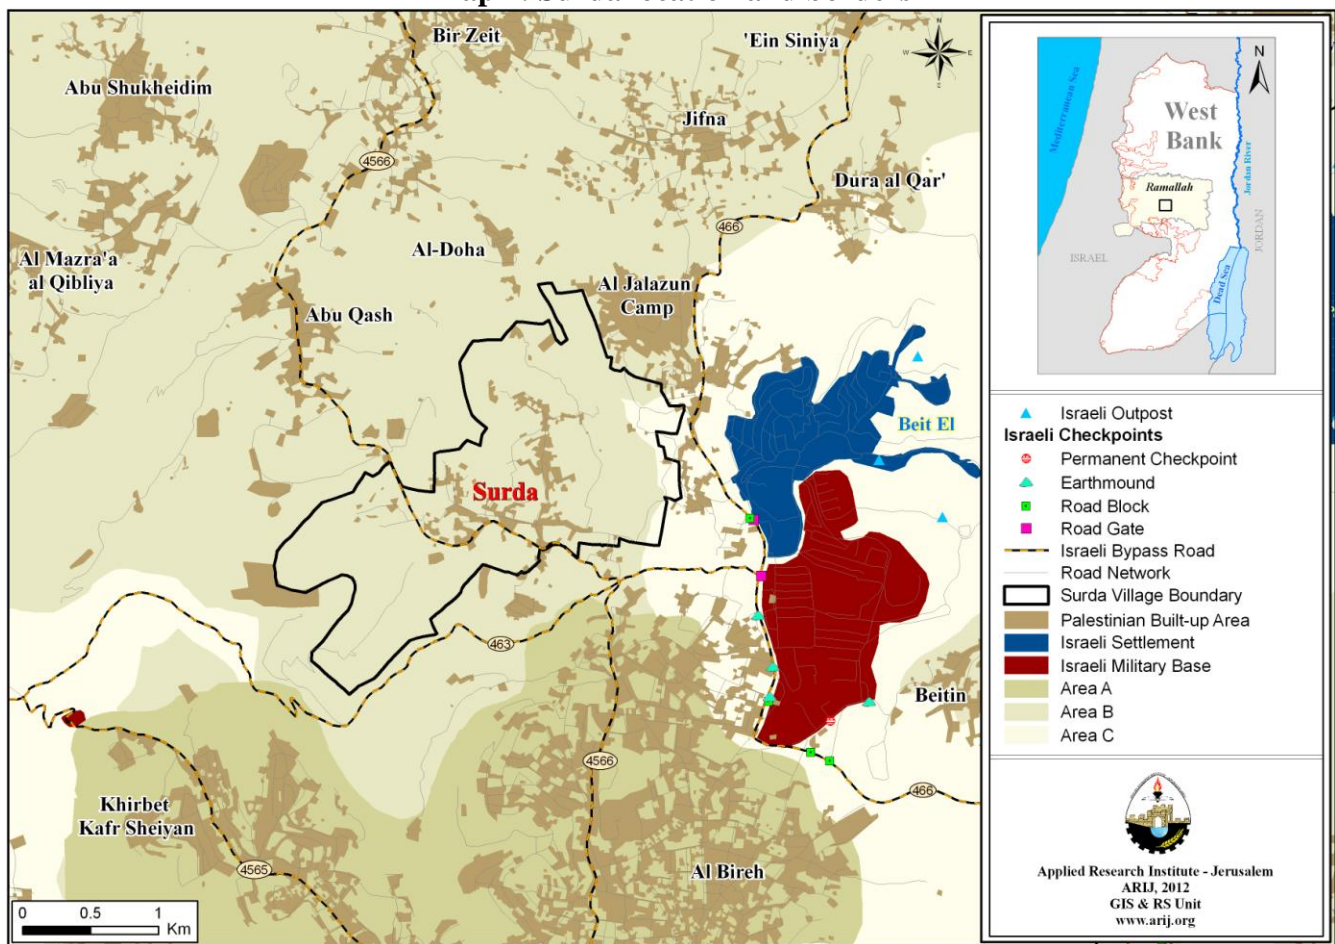 Bir Zeit
'Ein Siniya
Abu Shukheidim
Jifna
N
W
E
S
4566
Dura al Qar'
466
Al-Doha
Al Mazra'a
al Qibliya
Al Jalazun
Camp
Abu Qash
Beit El
Surda
463
Beitin
4566
466
Khirbet
Kafr Sheiyan
4565
Al Bireh
0 0.5 1
Km
N
Mediterranean Sea
West
Bank
Jordan River
Ramallah
JORDAN
ISRAEL
Dead Sea
Israeli Outpost
Israeli Checkpoints
Permanent Checkpoint
Earthmound
Road Block
Road Gate
Israeli Bypass Road
Road Network
Surda Village Boundary
Palestinian Built-up Area
Israeli Settlement
Israeli Military Base
Area A
Area B
Area C
Applied Research Institute - Jerusalem
ARIJ, 2012
GIS & RS Unit
www.arij.org